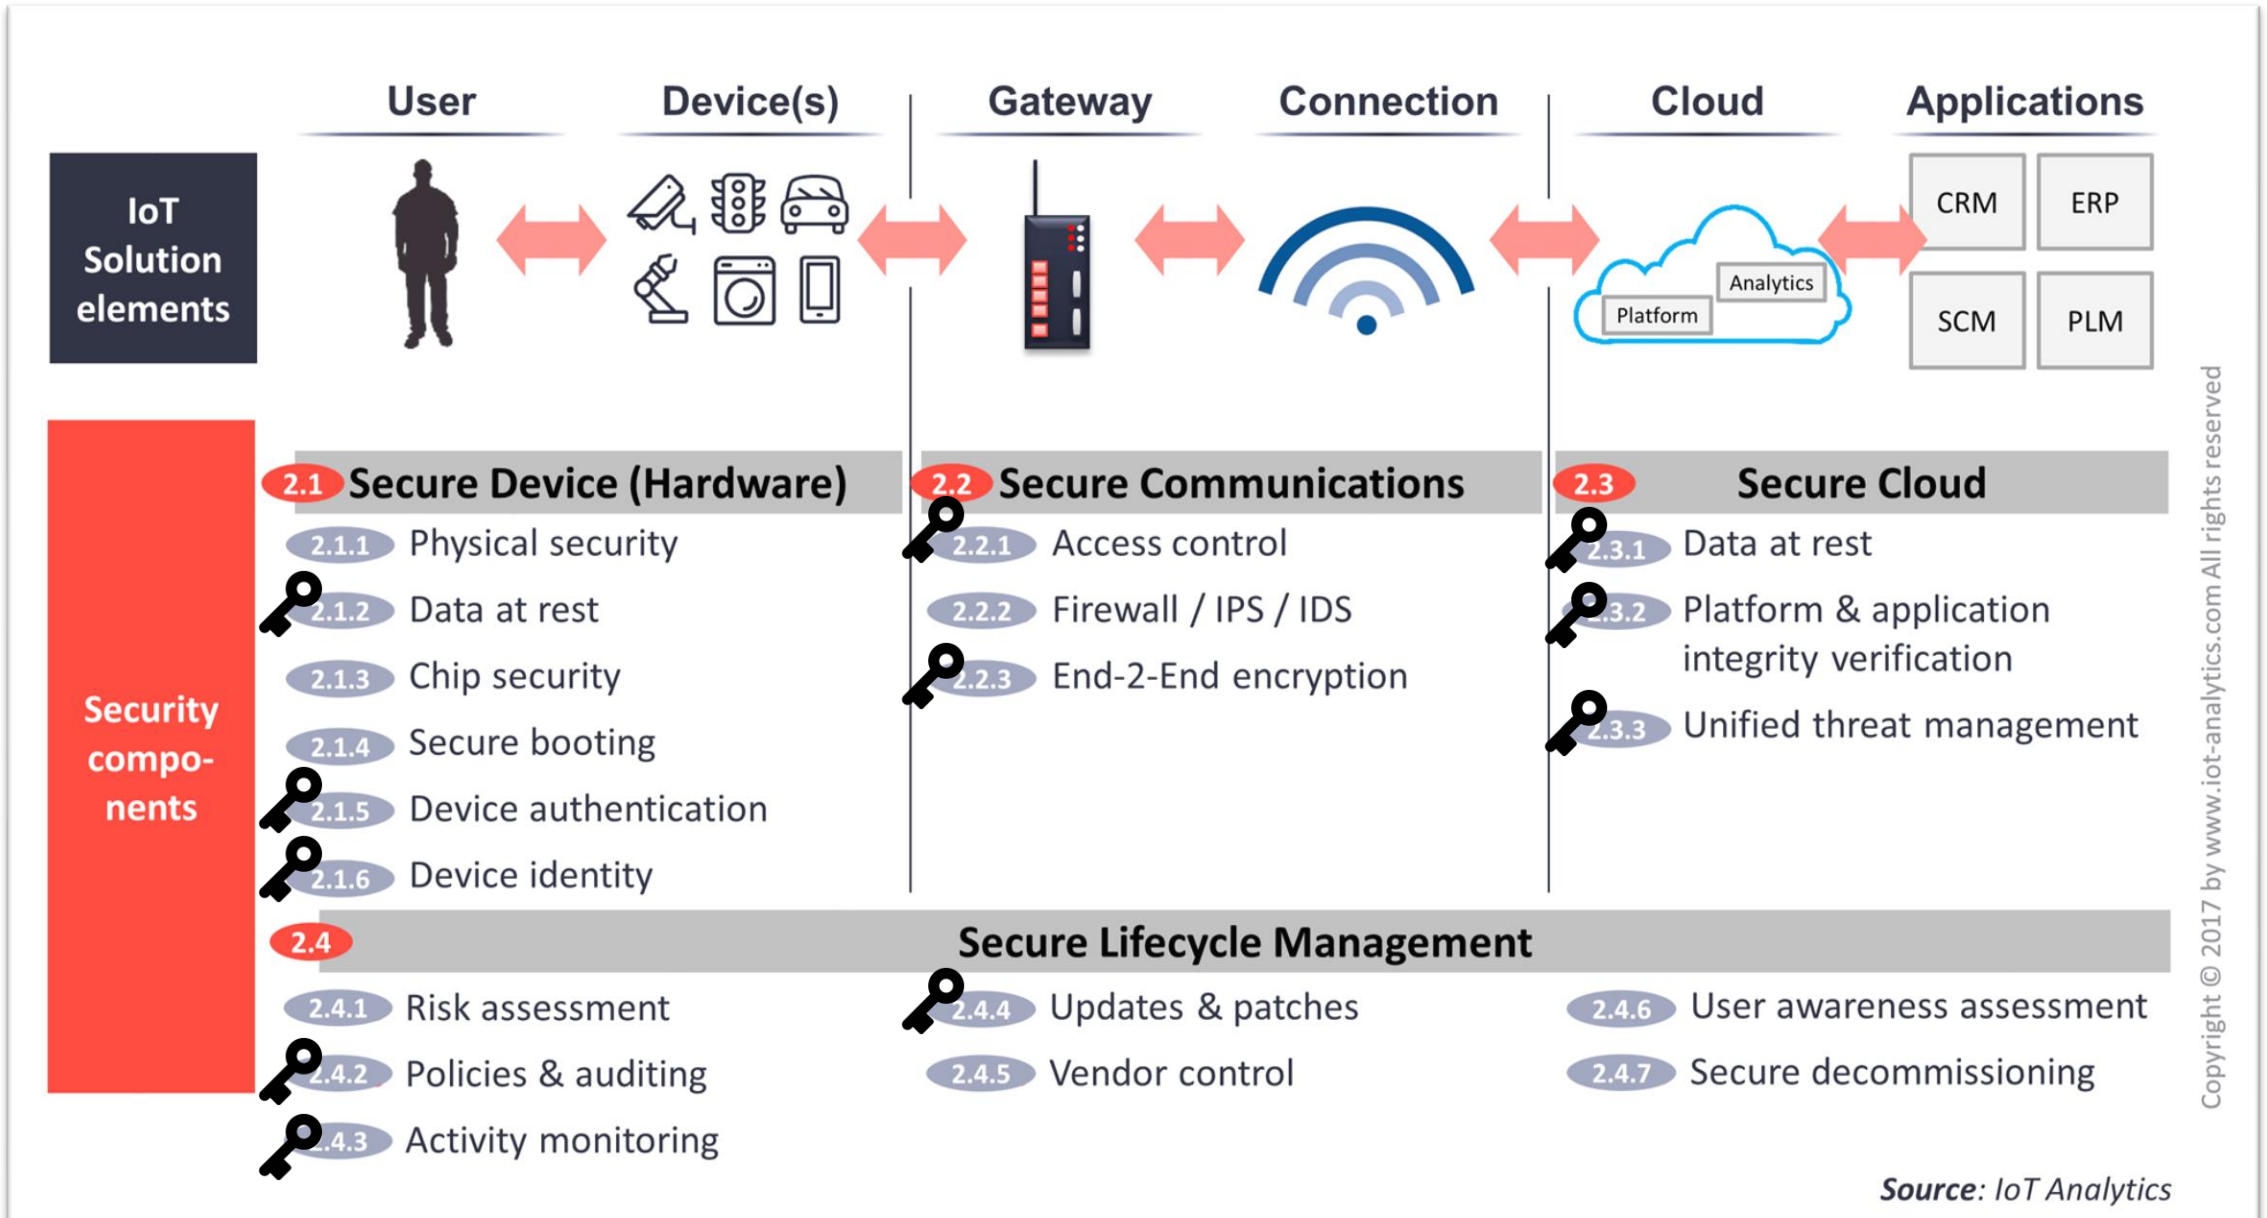 User
Device(s)
Gateway
Connection
Cloud
Applications
IoT
Solution
elements
Platform
Analytics
CRM
ERP
SCM
PLM
Security
compo-
nents
2.1 Secure Device (Hardware)
2.1.1 Physical security
2.1.2 Data at rest
2.1.3 Chip security
2.1.4 Secure booting
2.1.5 Device authentication
2.1.6 Device identity
2.2 Secure Communications
2.2.1 Access control
2.2.2 Firewall / IPS / IDS
2.2.3 End-2-End encryption
2.3 Secure Cloud
2.3.1 Data at rest
2.3.2 Platform & application
integrity verification
2.3.3 Unified threat management
2.4 Secure Lifecycle Management
2.4.1 Risk assessment
2.4.2 Policies & auditing
2.4.3 Activity monitoring
2.4.4 Updates & patches
2.4.5 Vendor control
2.4.6 User awareness assessment
2.4.7 Secure decommissioning
Copyright © 2017 by www.iot-analytics.com All rights reserved
Source: IoT Analytics